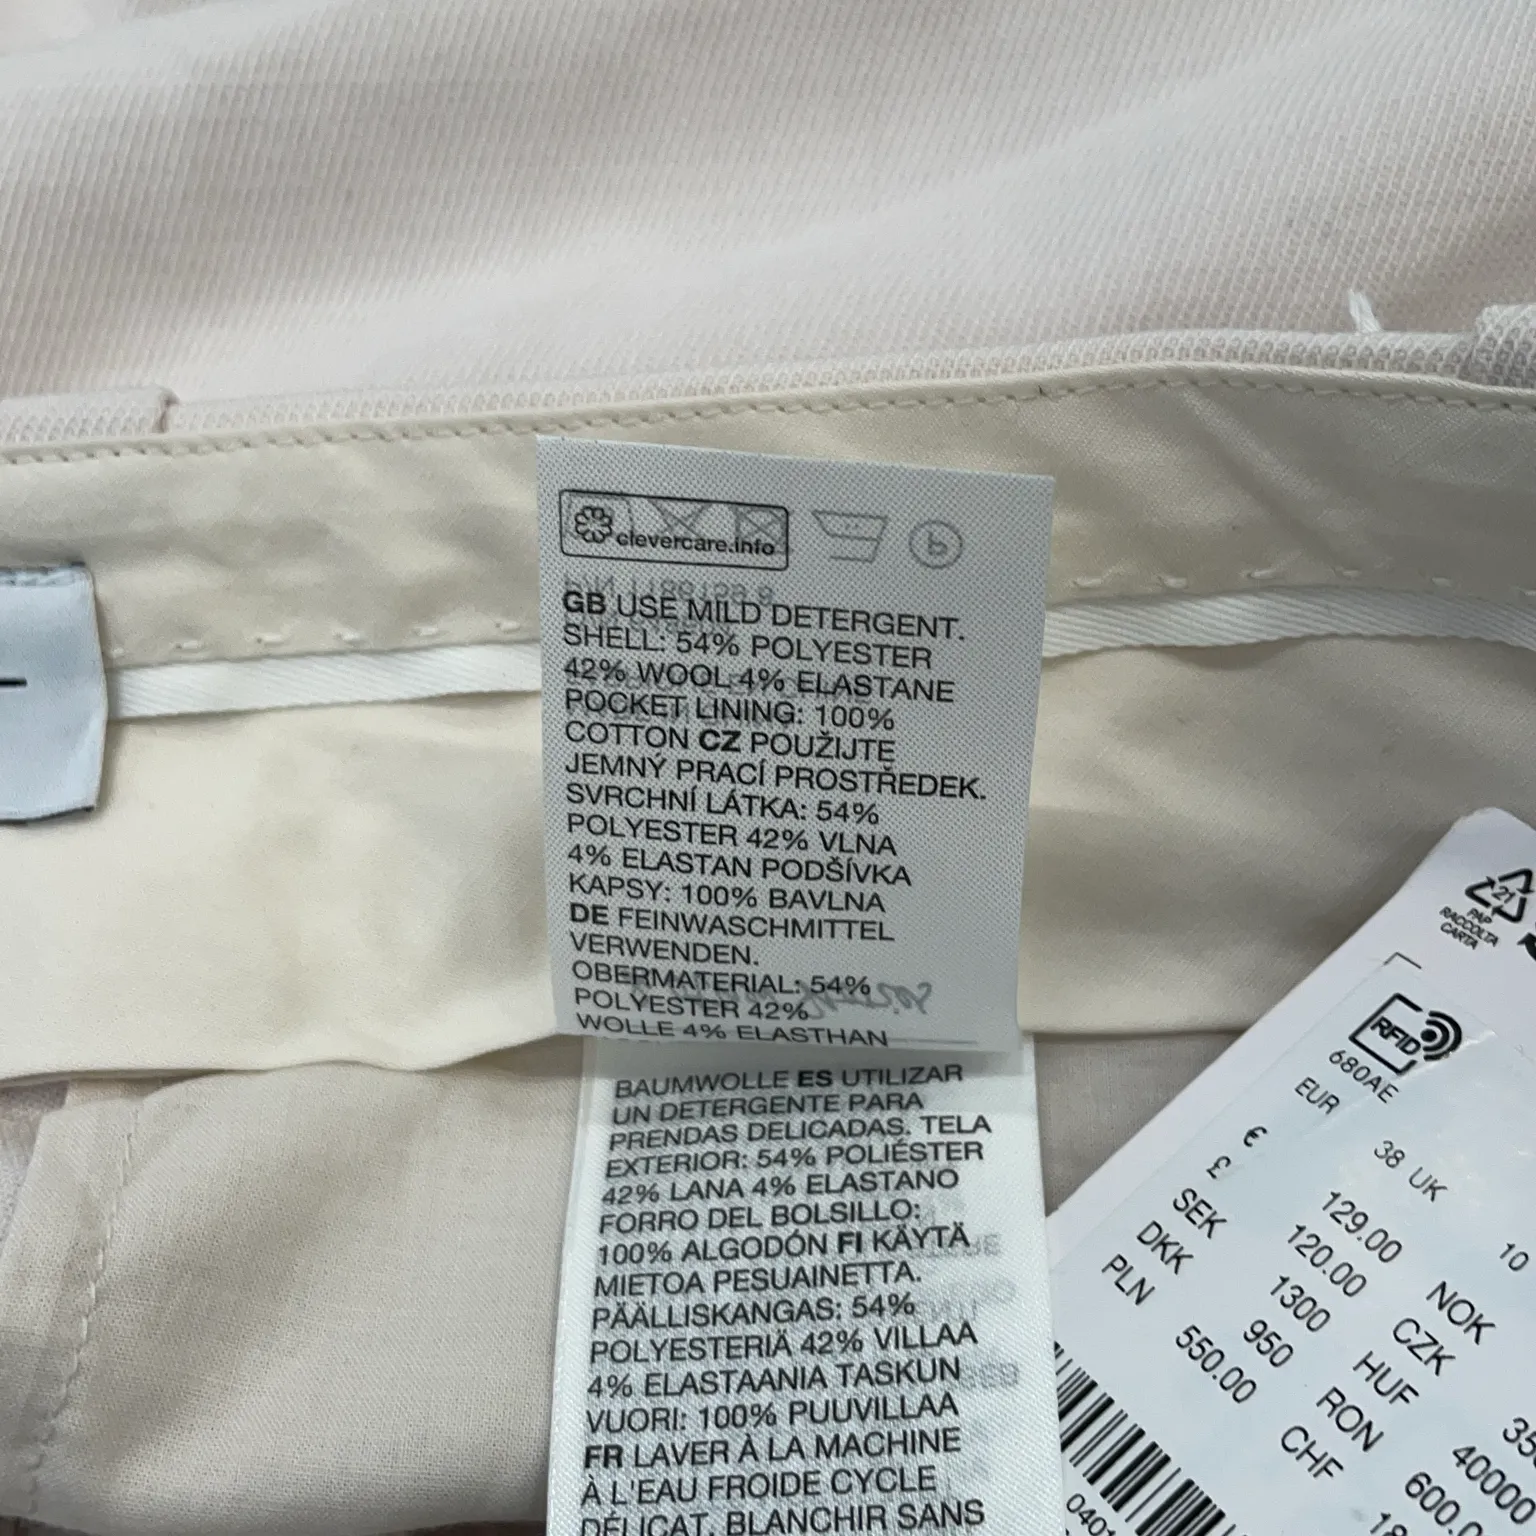 clevercare.info
P
GB USE MILD DETERGENT.
SHELL: 54% POLYESTER
42% WOOL 4% ELASTANE
POCKET LINING: 100%
COTTON CZ POUŽIJTE
JEMNÝ PRACÍ PROSTŘEDEK.
SVRCHNÍ LÁTKA: 54%
POLYESTER 42% VLNA
4% ELASTAN PODŠÍVKA
KAPSY: 100% BAVLNA
DE FEINWASCHMITTEL
VERWENDEN.
OBERMATERIAL: 54%
POLYESTER 42%
WOLLE 4% ELASTHAN
BAUMWOLLE ES UTILIZAR
UN DETERGENTE PARA
PRENDAS DELICADAS. TELA
EXTERIOR: 54% POLIÉSTER
42% LANA 4% ELASTANO
FORRO DEL BOLSILLO:
100% ALGODÓN FI KÄYTÄ
MIETOA PESUAINETTA.
PÄÄLLISKANGAS: 54%
POLYESTERIÄ 42% VILLAA
4% ELASTAANIA TASKUN
VUORI: 100% PUUVILLAA
FR LAVER À LA MACHINE
À L'EAU FROIDE CYCLE
DÉLICAT, BLANCHIR SANS
21
PAP
RACCOLTA
CARTA
RFID
680AE
EUR 38 UK 10
€ 129.00 NOK
£ 120.00 CZK
SEK 1300 HUF 40000
DKK 950 RON 600.0
PLN 550.00 CHF
0401